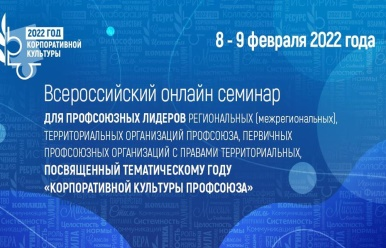 2022 ГОД
КОРПОРАТИВНОЙ
КУЛЬТУРЫ
8 - 9 февраля 2022 года
Всероссийский онлайн семинар
ДЛЯ ПРОФСОЮЗНЫХ ЛИДЕРОВ РЕГИОНАЛЬНЫХ (межрегиональных),
ТЕРРИТОРИАЛЬНЫХ ОРГАНИЗАЦИЙ ПРОФСОЮЗА, ПЕРВИЧНЫХ
ПРОФСОЮЗНЫХ ОРГАНИЗАЦИЙ С ПРАВАМИ ТЕРРИТОРИАЛЬНЫХ,
ПОСВЯЩЕННЫЙ ТЕМАТИЧЕСКОМУ ГОДУ
«КОРПОРАТИВНОЙ КУЛЬТУРЫ ПРОФСОЮЗА»